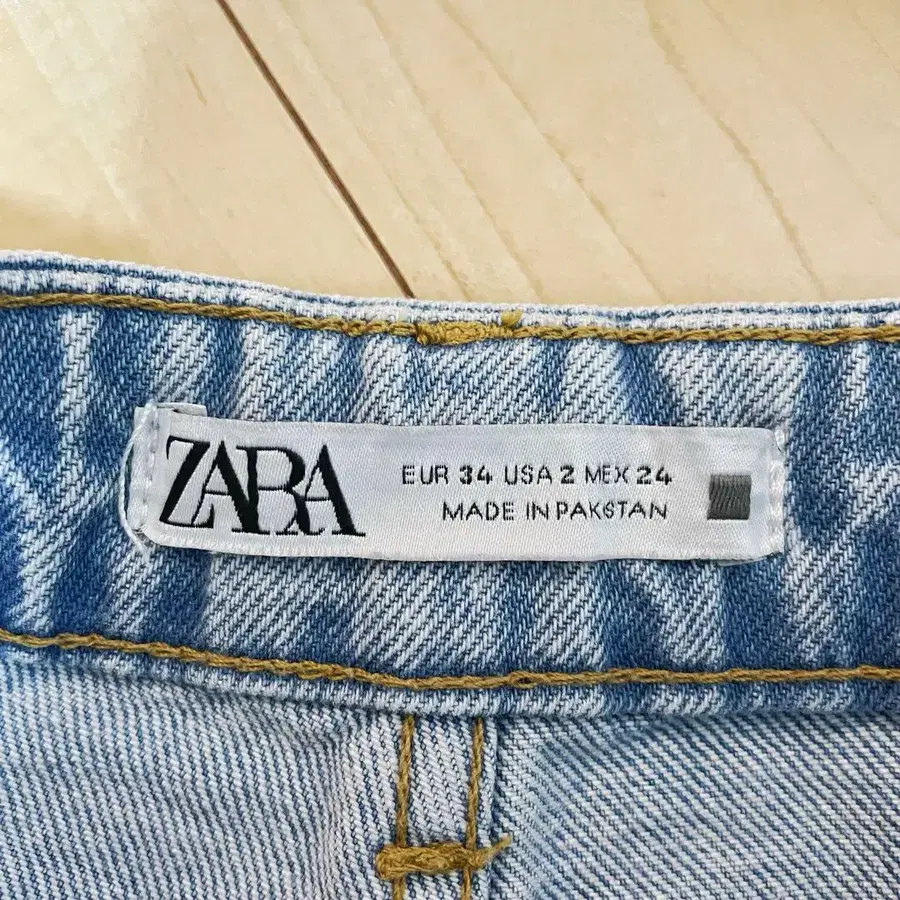 ZARA
EUR 34 USA 2 MEX 24
MADE IN PAKSTAN